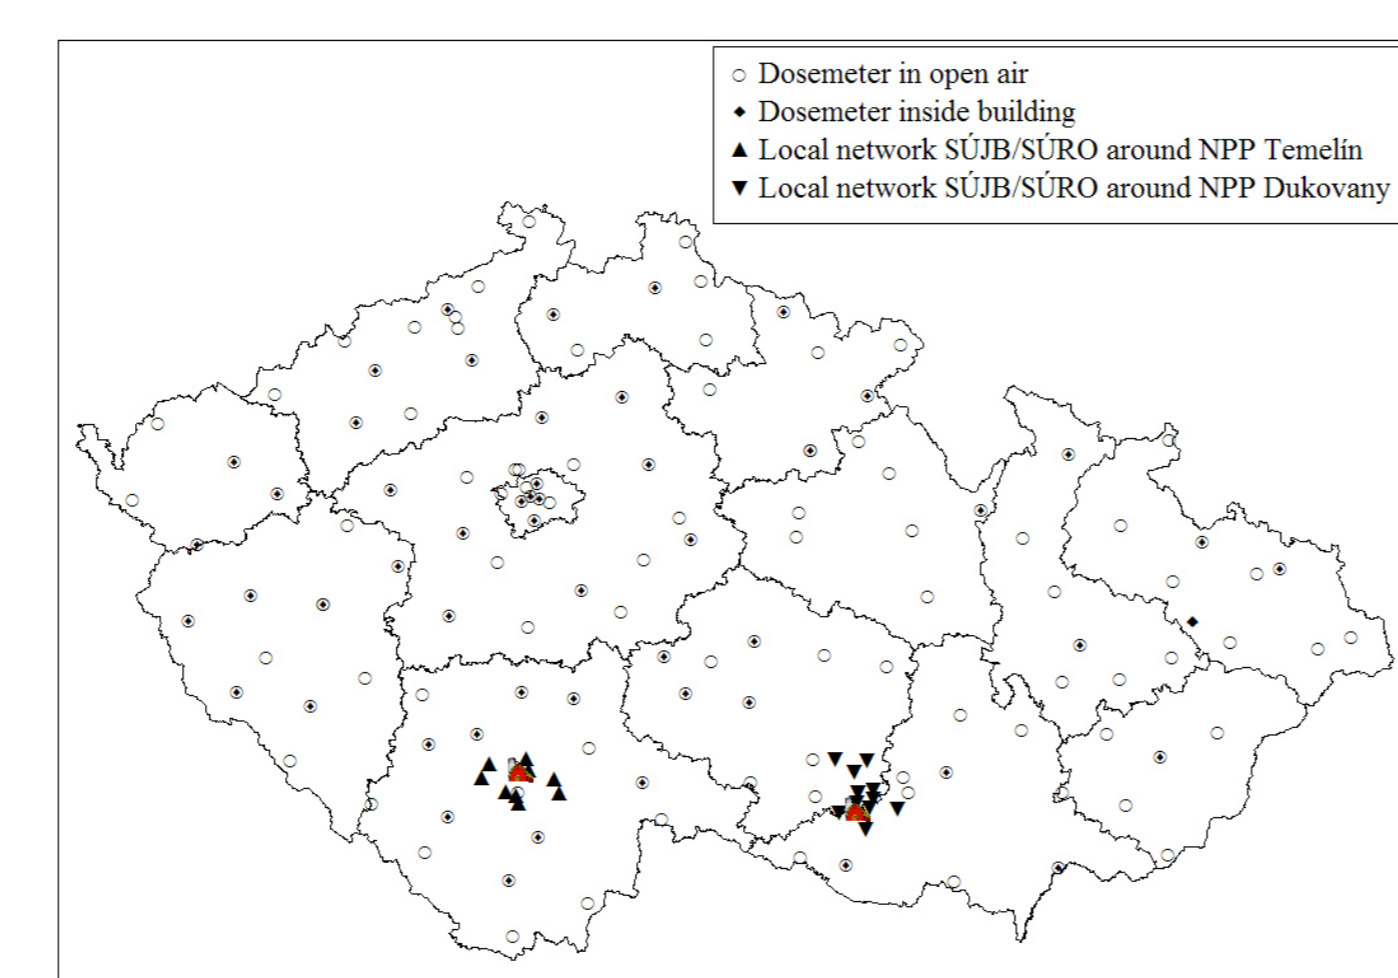 Dosemeter in open air
Dosemeter inside building
Local network SÚJB/SÚRO around NPP Temelín
Local network SÚJB/SÚRO around NPP Dukovany